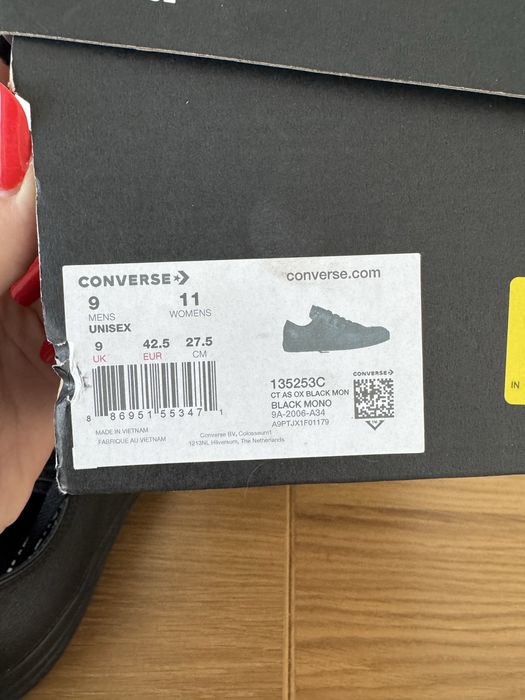 CONVERSE
converse.com
9 11
MENS WOMENS
UNISEX
9 42.5 27.5
UK EUR CM
8 86951 55347 1
MADE IN VIETNAM
FABRIQUE AU VIETNAM
Converse BV, Colosseum1
1213NL Hilversum, The Netherlands
135253C
CT AS OX BLACK MON
BLACK MONO
9A-2006-A34
A9PTJX1F01179
CONVERSE
IN